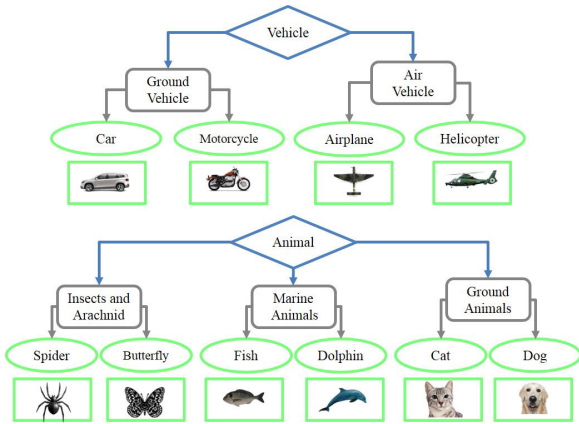 Vehicle
Ground
Vehicle
Air
Vehicle
Car
Motorcycle
Airplane
Helicopter
Animal
Insects and
Arachnid
Marine
Animals
Ground
Animals
Spider
Butterfly
Fish
Dolphin
Cat
Dog